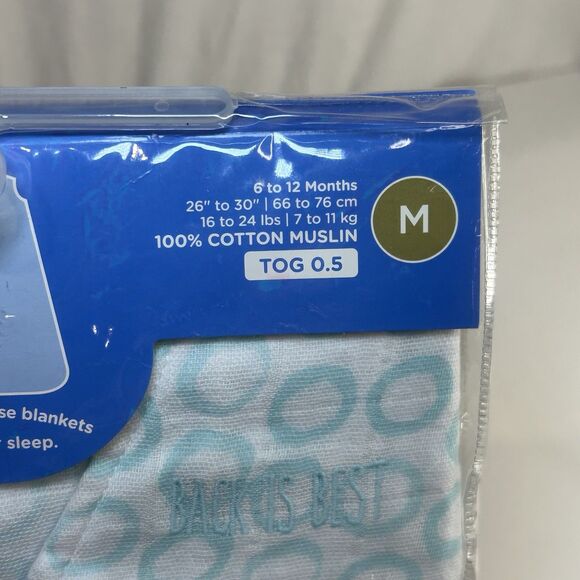 6 to 12 Months
26" to 30" | 66 to 76 cm
16 to 24 lbs | 7 to 11 kg
100% COTTON MUSLIN
TOG 0.5
M
se blankets
sleep.
BACK IS BEST